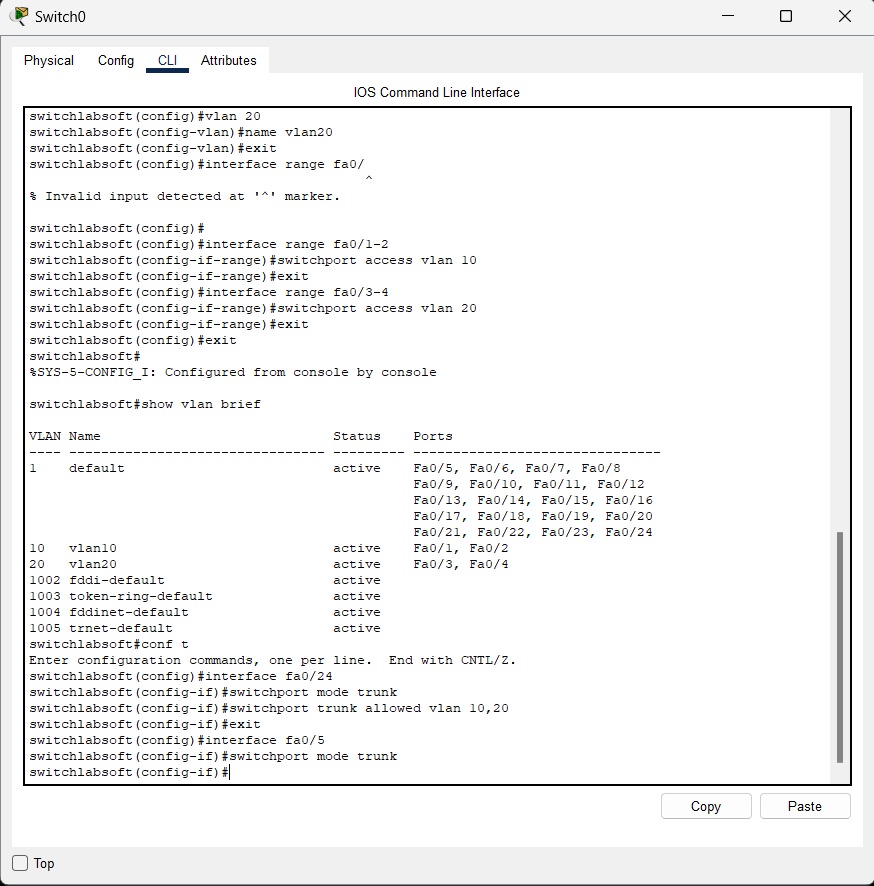 Switch0
Physical Config CLI Attributes
IOS Command Line Interface
switchlabsoft(config)#vlan 20
switchlabsoft(config-vlan)#name vlan20
switchlabsoft(config-vlan)#exit
switchlabsoft(config)#interface range fa0/
^
% Invalid input detected at '^' marker.
switchlabsoft(config)#
switchlabsoft(config)#interface range fa0/1-2
switchlabsoft(config-if-range)#switchport access vlan 10
switchlabsoft(config-if-range)#exit
switchlabsoft(config)#interface range fa0/3-4
switchlabsoft(config-if-range)#switchport access vlan 20
switchlabsoft(config-if-range)#exit
switchlabsoft(config)#exit
switchlabsoft#
%SYS-5-CONFIG_I: Configured from console by console
switchlabsoft#show vlan brief
VLAN Name                             Status    Ports
---- -------------------------------- --------- -------------------------------
1    default                          active    Fa0/5, Fa0/6, Fa0/7, Fa0/8
                                                Fa0/9, Fa0/10, Fa0/11, Fa0/12
                                                Fa0/13, Fa0/14, Fa0/15, Fa0/16
                                                Fa0/17, Fa0/18, Fa0/19, Fa0/20
                                                Fa0/21, Fa0/22, Fa0/23, Fa0/24
10   vlan10                           active    Fa0/1, Fa0/2
20   vlan20                           active    Fa0/3, Fa0/4
1002 fddi-default                     active
1003 token-ring-default               active
1004 fddinet-default                  active
1005 trnet-default                    active
switchlabsoft#conf t
Enter configuration commands, one per line.  End with CNTL/Z.
switchlabsoft(config)#interface fa0/24
switchlabsoft(config-if)#switchport mode trunk
switchlabsoft(config-if)#switchport trunk allowed vlan 10,20
switchlabsoft(config-if)#exit
switchlabsoft(config)#interface fa0/5
switchlabsoft(config-if)#switchport mode trunk
switchlabsoft(config-if)#
Copy Paste
Top